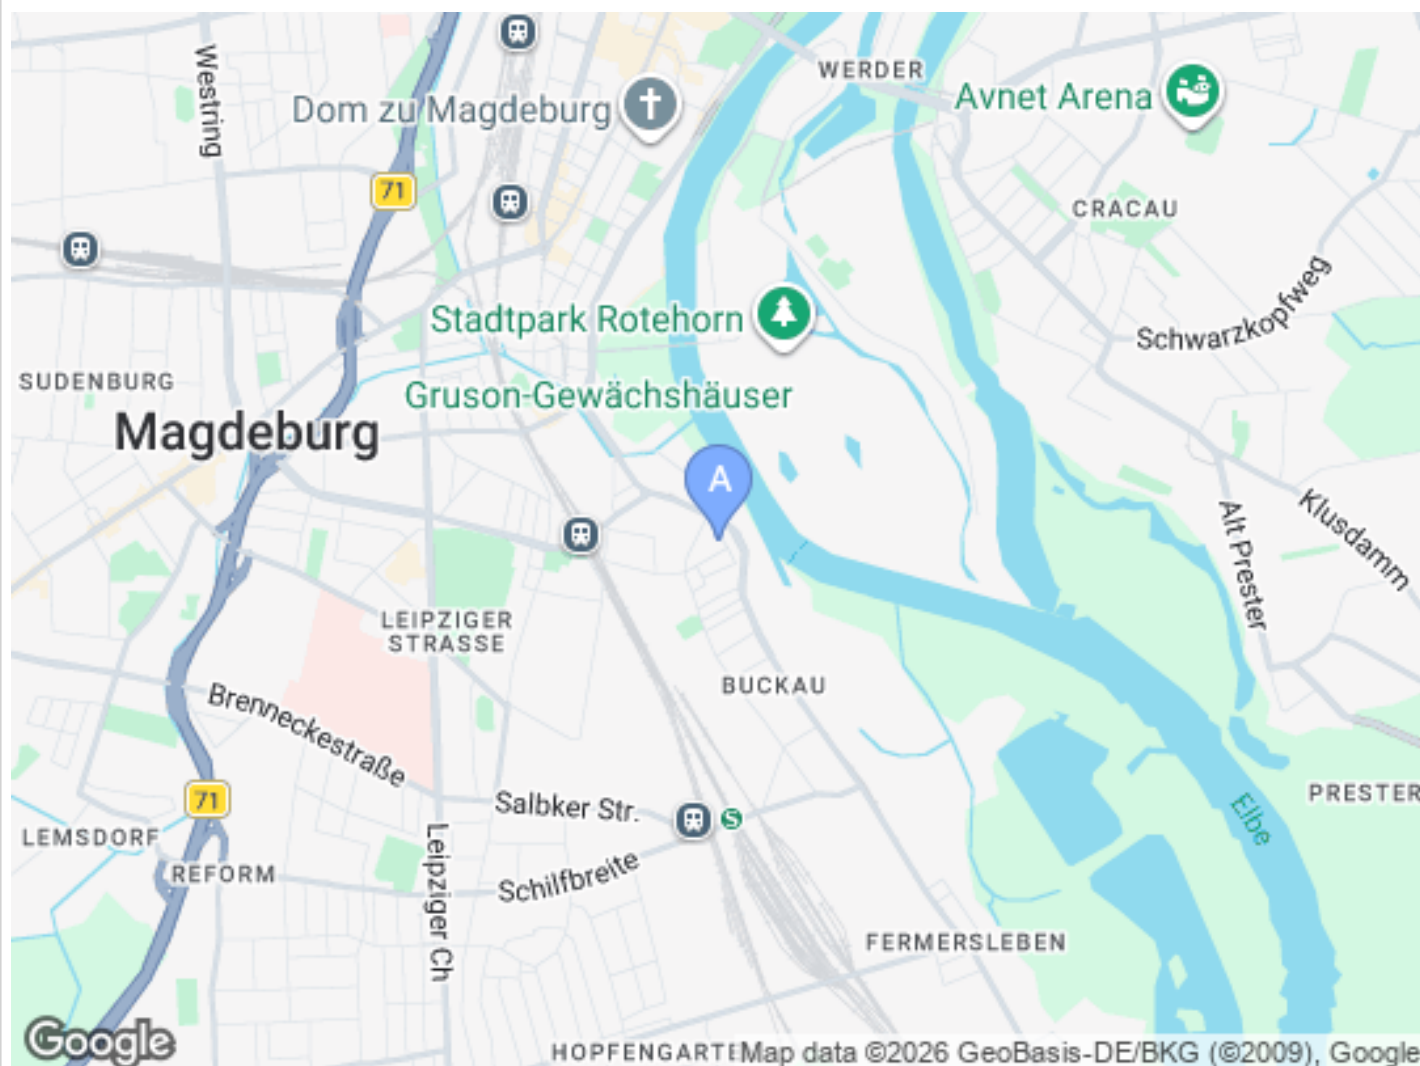 Westring
WERDER
Dom zu Magdeburg
Avnet Arena
71
CRACAU
Stadtpark Rotehorn
Schwarzkopfweg
SUDENBURG
Gruson-Gewächshäuser
Magdeburg
A
Klusdamm
Alt Prester
LEIPZIGER
STRASSE
BUCKAU
Brenneckestraße
71
Salbker Str.
S
PRESTER
Elbe
LEMSDORF
REFORM
Leipziger Ch
Schilfbreite
FERMERSLEBEN
Google
HOPFENGARTE
Map data ©2026 GeoBasis-DE/BKG (©2009), Google